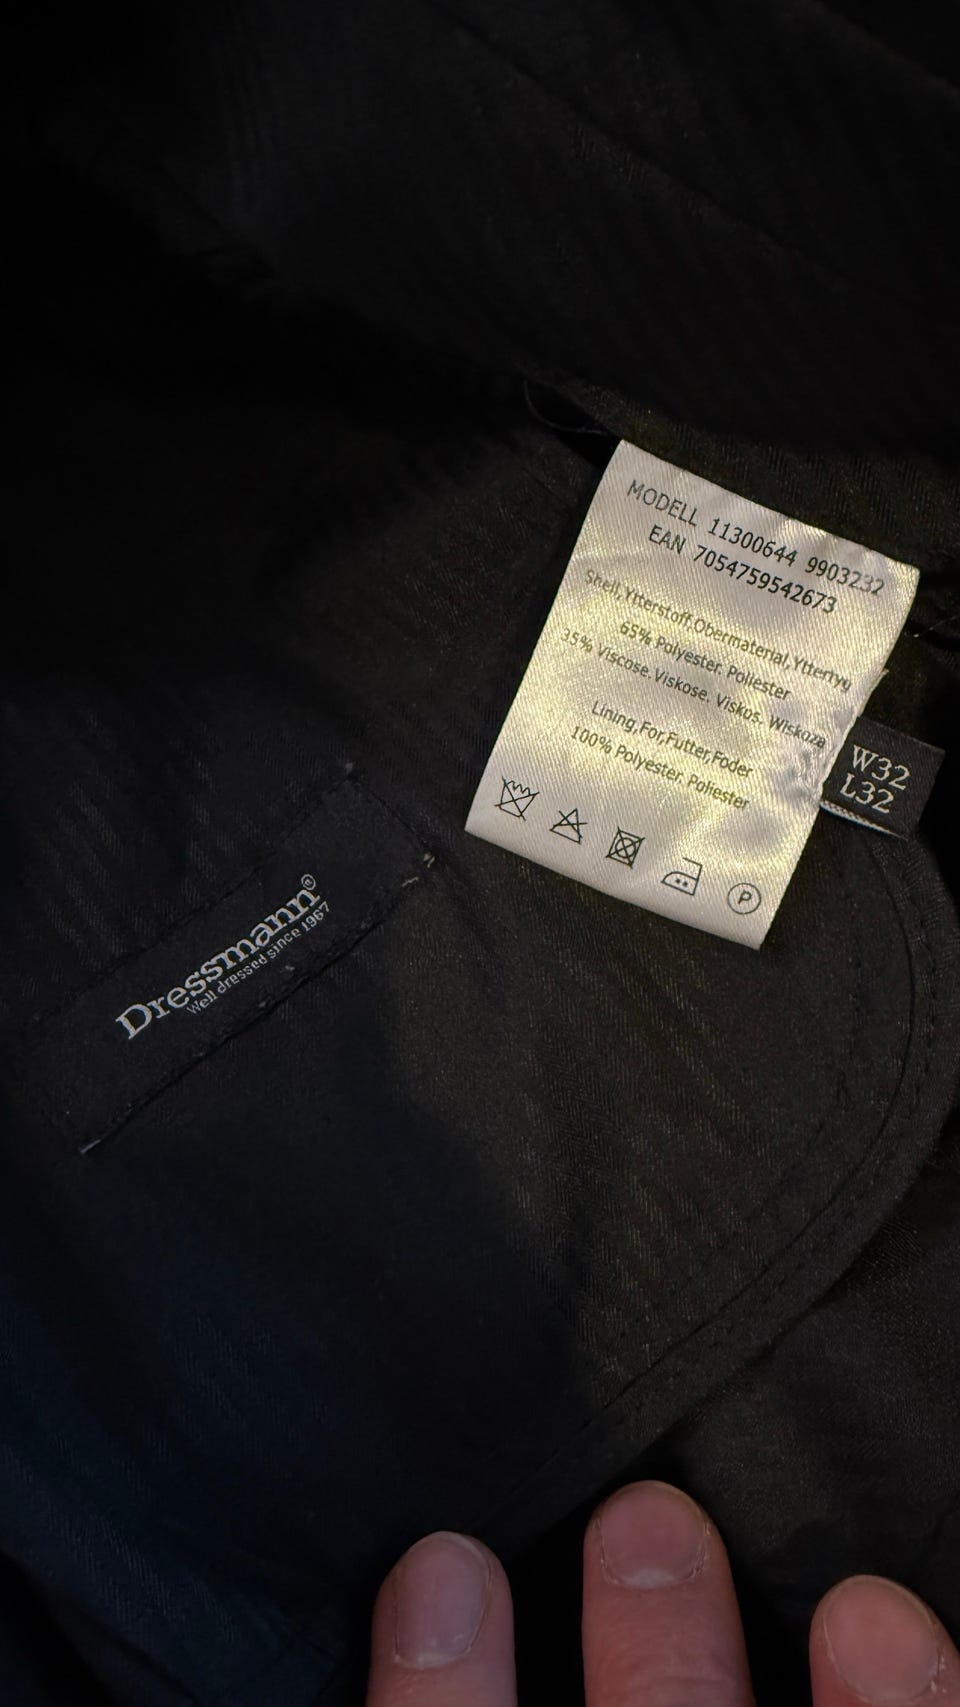 MODELL 11300644 9903232
EAN 7054759542673
Shell,Ytterstoff,Obermaterial,Yttertyg
65% Polyester. Poliester
35% Viscose. Viskose. Viskos. Wiskoza
Lining,For,Futter,Foder
100% Polyester. Poliester
P
W32
L32
Dressmann®
Well dressed since 1967